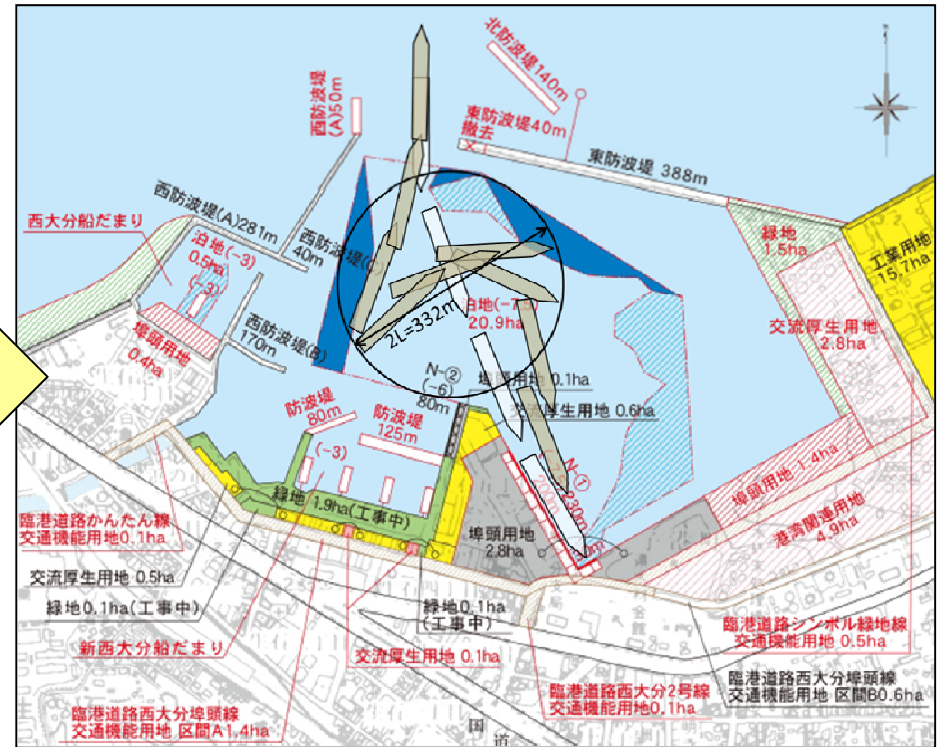 北防波堤140m
西防波堤
(A)50m
東防波堤40m
撤去
東防波堤 388m
西防波堤(A)281m
西大分船だまり
泊地(-3)
0.5ha
(-3)
西防波堤(
40m
緑地
1.5ha
工業用地
15.7ha
2L=332m
泊地(-7.5)
20.9ha
交流厚生用地
2.8ha
埠頭用地
0.4ha
西防波堤(B)
170m
N-②
(-6)
80m
埠頭用地 0.1ha
交流厚生用地 0.6ha
防波堤
80m
防波堤
125m
(-3)
N-①
230m
埠頭用地 1.4ha
港湾関連用地
4.9ha
緑地 1.9ha(工事中)
埠頭用地
2.8ha
臨港道路かんたん線
交通機能用地0.1ha
交流厚生用地 0.5ha
緑地0.1ha(工事中)
緑地0.1ha
(工事中)
新西大分船だまり
交流厚生用地 0.1ha
臨港道路シンボル緑地線
交通機能用地 0.5ha
臨港道路西大分2号線
交通機能用地0.1ha
臨港道路西大分埠頭線
交通機能用地 区間B0.6ha
臨港道路西大分埠頭線
交通機能用地 区間A1.4ha
国
道